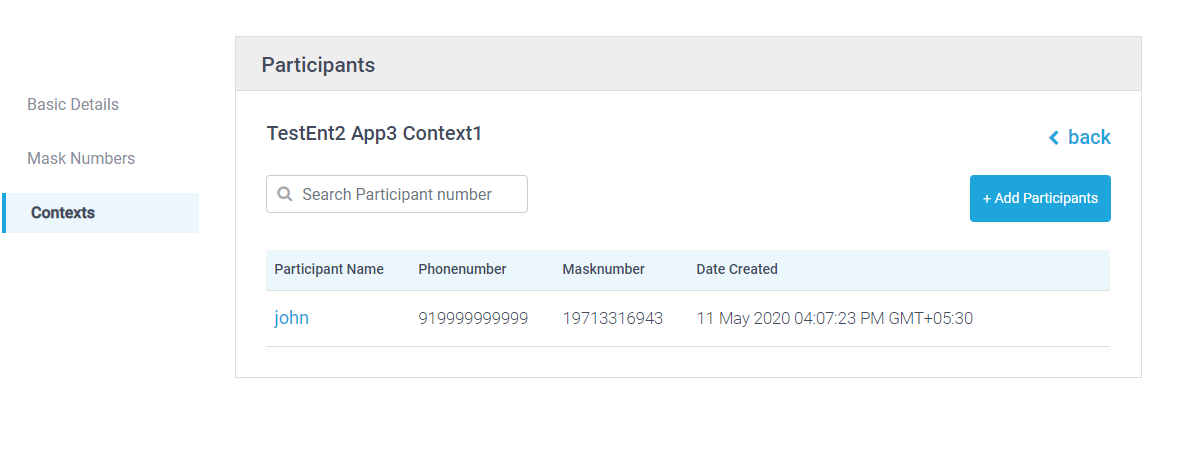 Participants
Basic Details
Mask Numbers
Contexts
TestEnt2 App3 Context1
back
Search Participant number
+ Add Participants
Participant Name Phonenumber Masknumber Date Created
john 919999999999 19713316943 11 May 2020 04:07:23 PM GMT+05:30